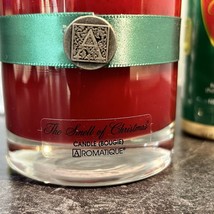 A
The Smell of Christmas
CANDLE (BOUGIE)
AROMATIQUE®